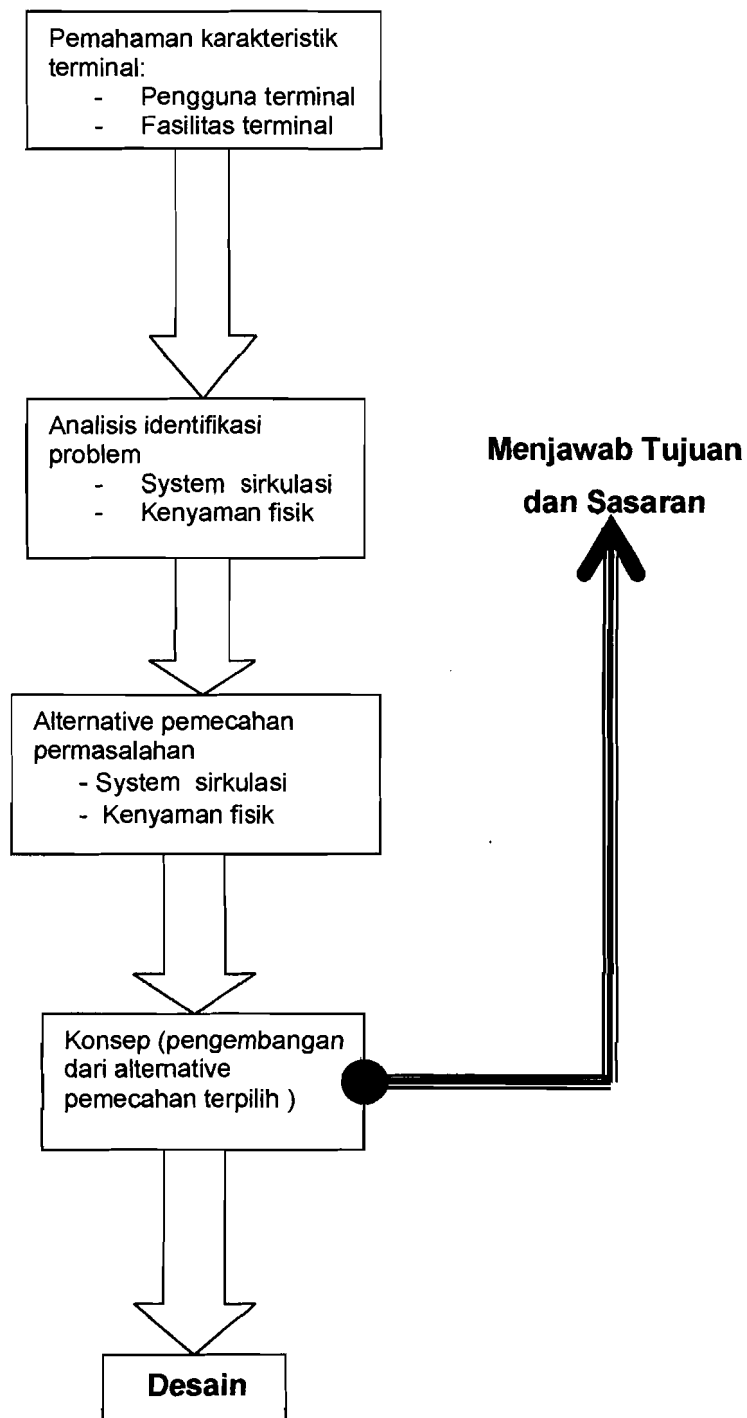 Pemahaman karakteristik
terminal:
- Pengguna terminal
- Fasilitas terminal
Analisis identifikasi
problem
- System sirkulasi
- Kenyaman fisik
Menjawab Tujuan
dan Sasaran
Alternative pemecahan
permasalahan
- System sirkulasi
- Kenyaman fisik
Konsep (pengembangan
dari alternative
pemecahan terpilih )
Desain